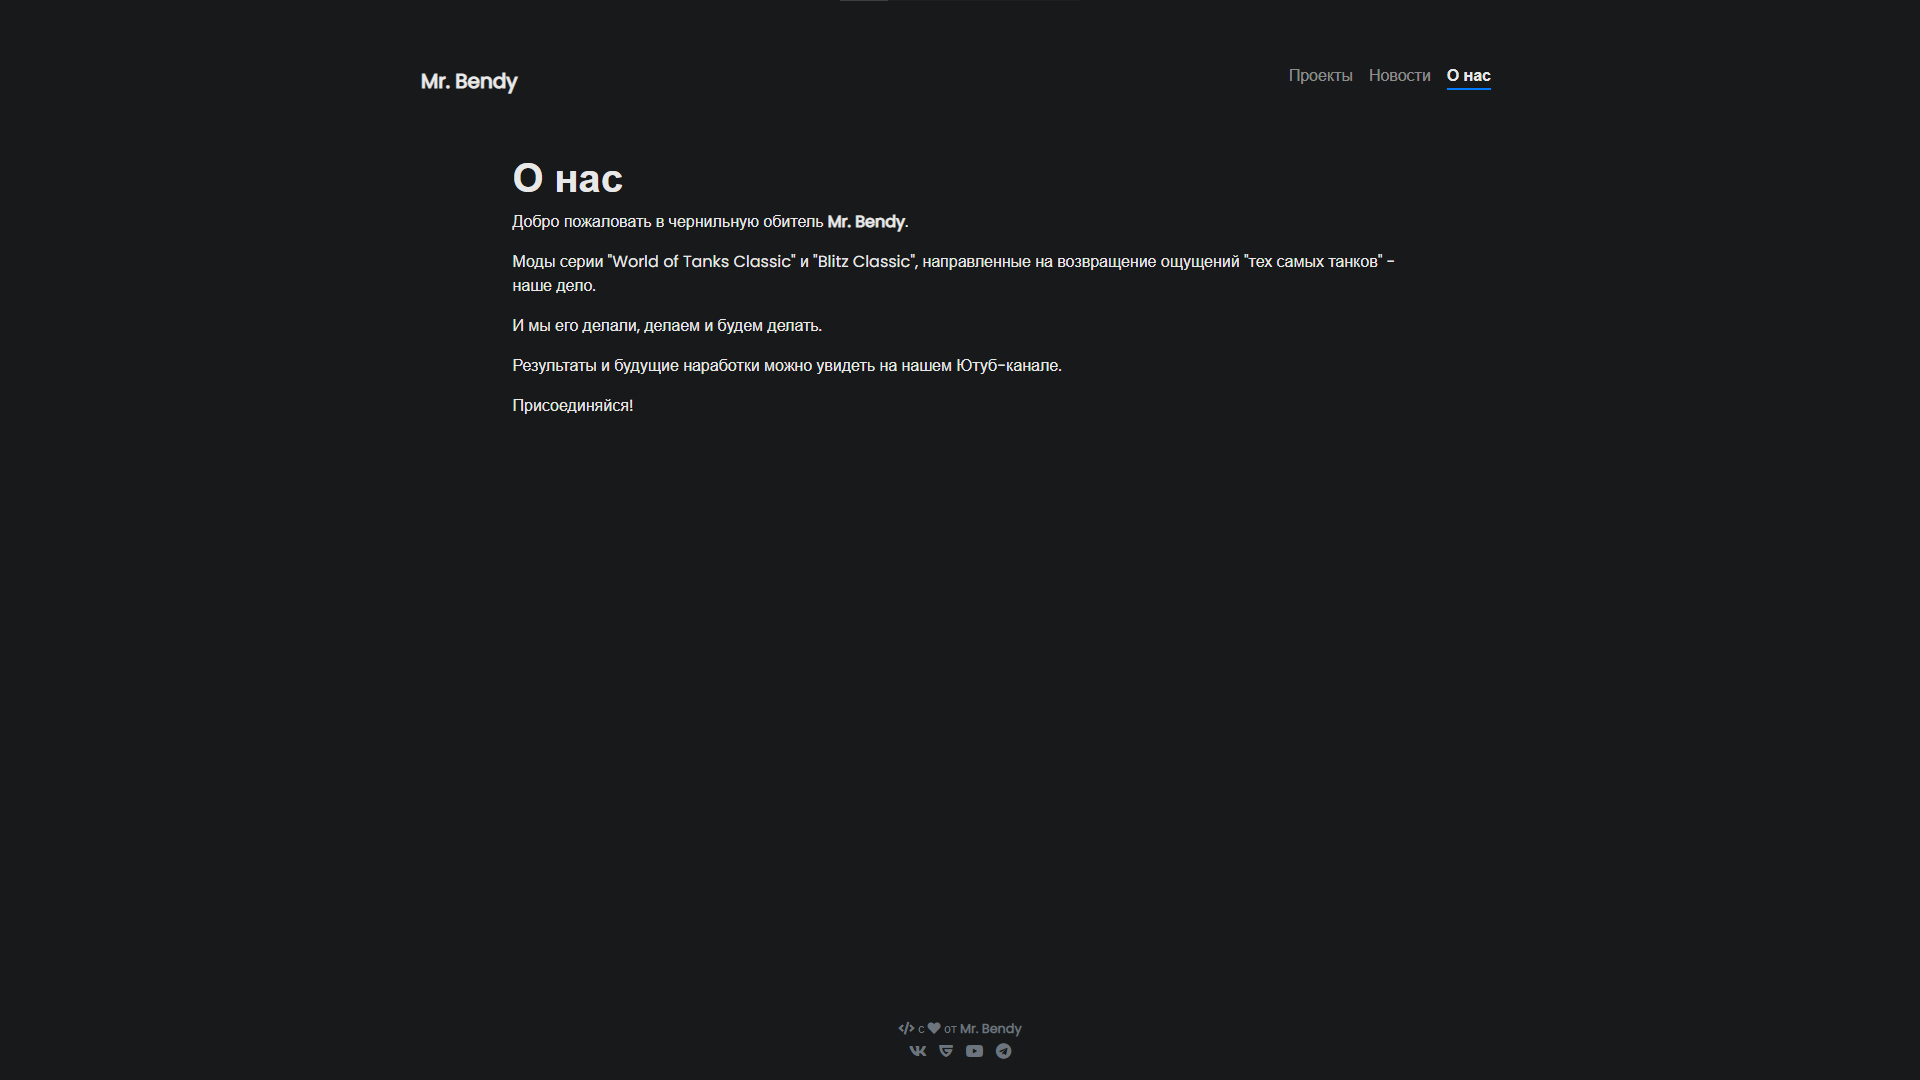 Mr. Bendy
Проекты Новости О нас
О нас
Добро пожаловать в чернильную обитель Mr. Bendy.
Моды серии "World of Tanks Classic" и "Blitz Classic", направленные на возвращение ощущений "тех самых танков" -
наше дело.
И мы его делали, делаем и будем делать.
Результаты и будущие наработки можно увидеть на нашем Ютуб-канале.
Присоединяйся!
с от Mr. Bendy